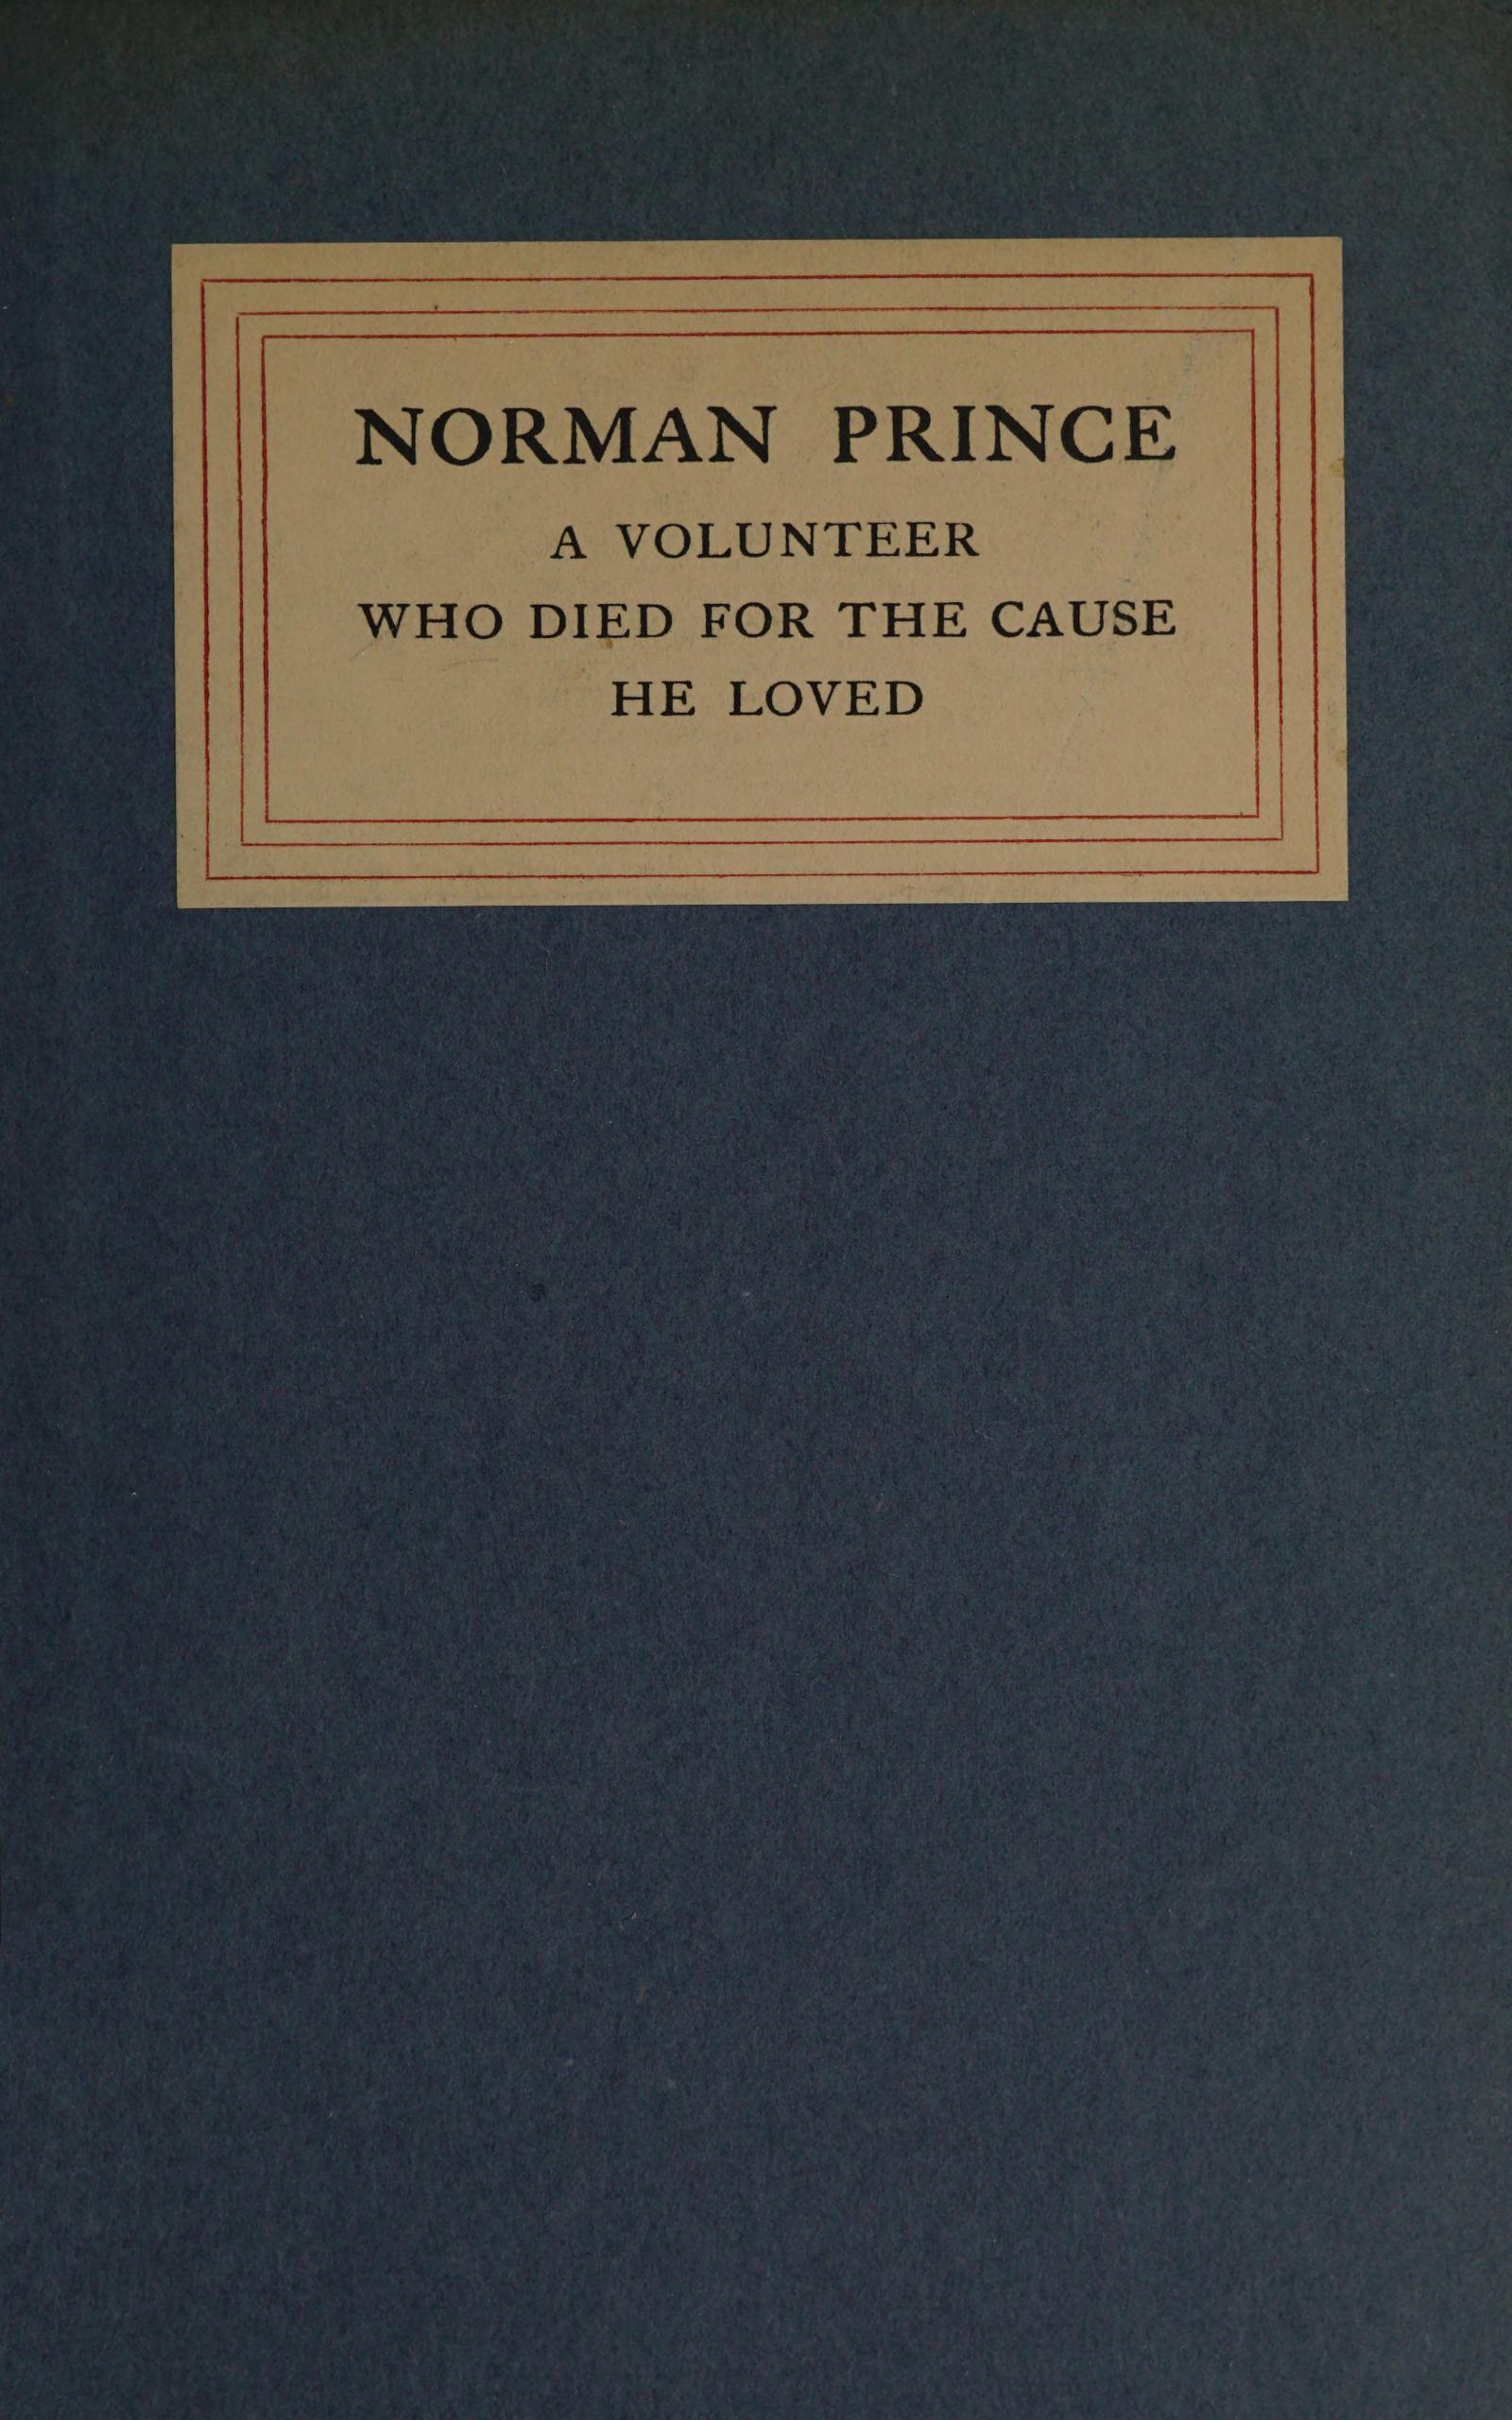 NORMAN PRINCE
A VOLUNTEER
WHO DIED FOR THE CAUSE
HE LOVED